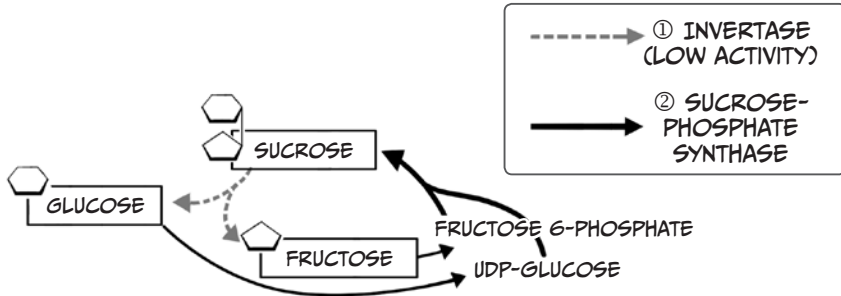 ① INVERTASE
(LOW ACTIVITY)
② SUCROSE-
PHOSPHATE
SYNTHASE
SUCROSE
GLUCOSE
FRUCTOSE 6-PHOSPHATE
FRUCTOSE
UDP-GLUCOSE